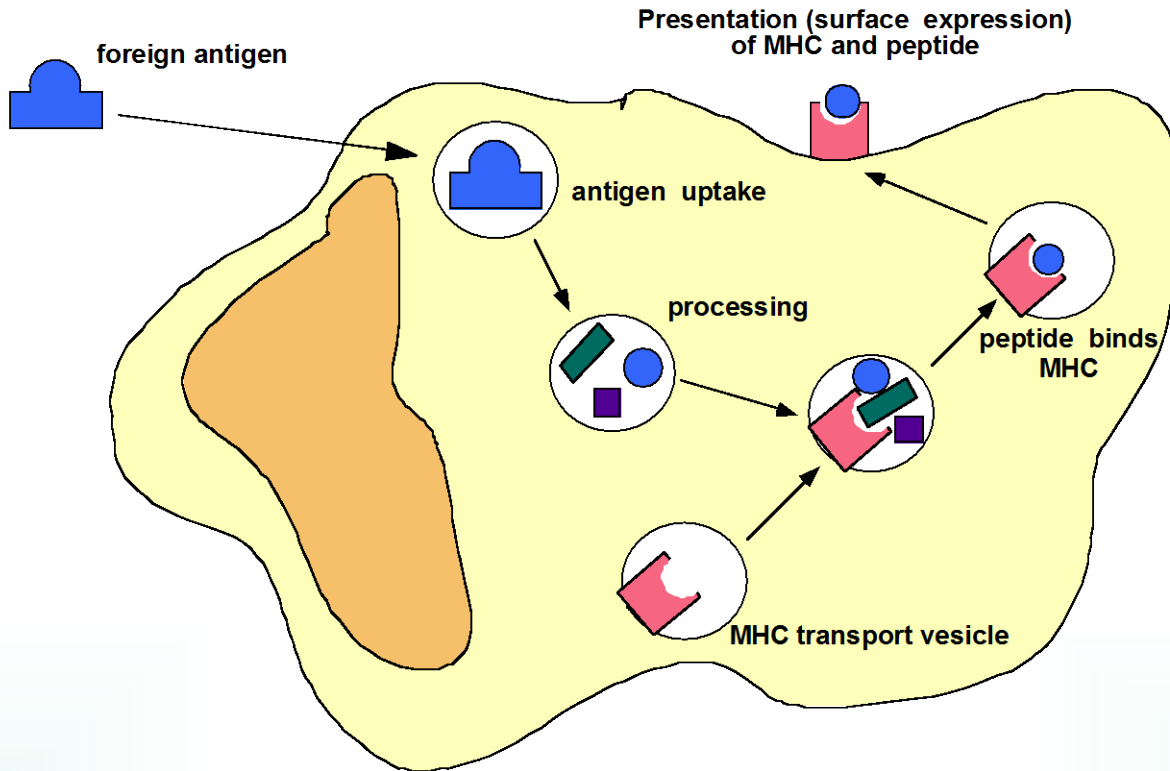 Presentation (surface expression)
of MHC and peptide
foreign antigen
antigen uptake
processing
peptide binds
MHC
MHC transport vesicle